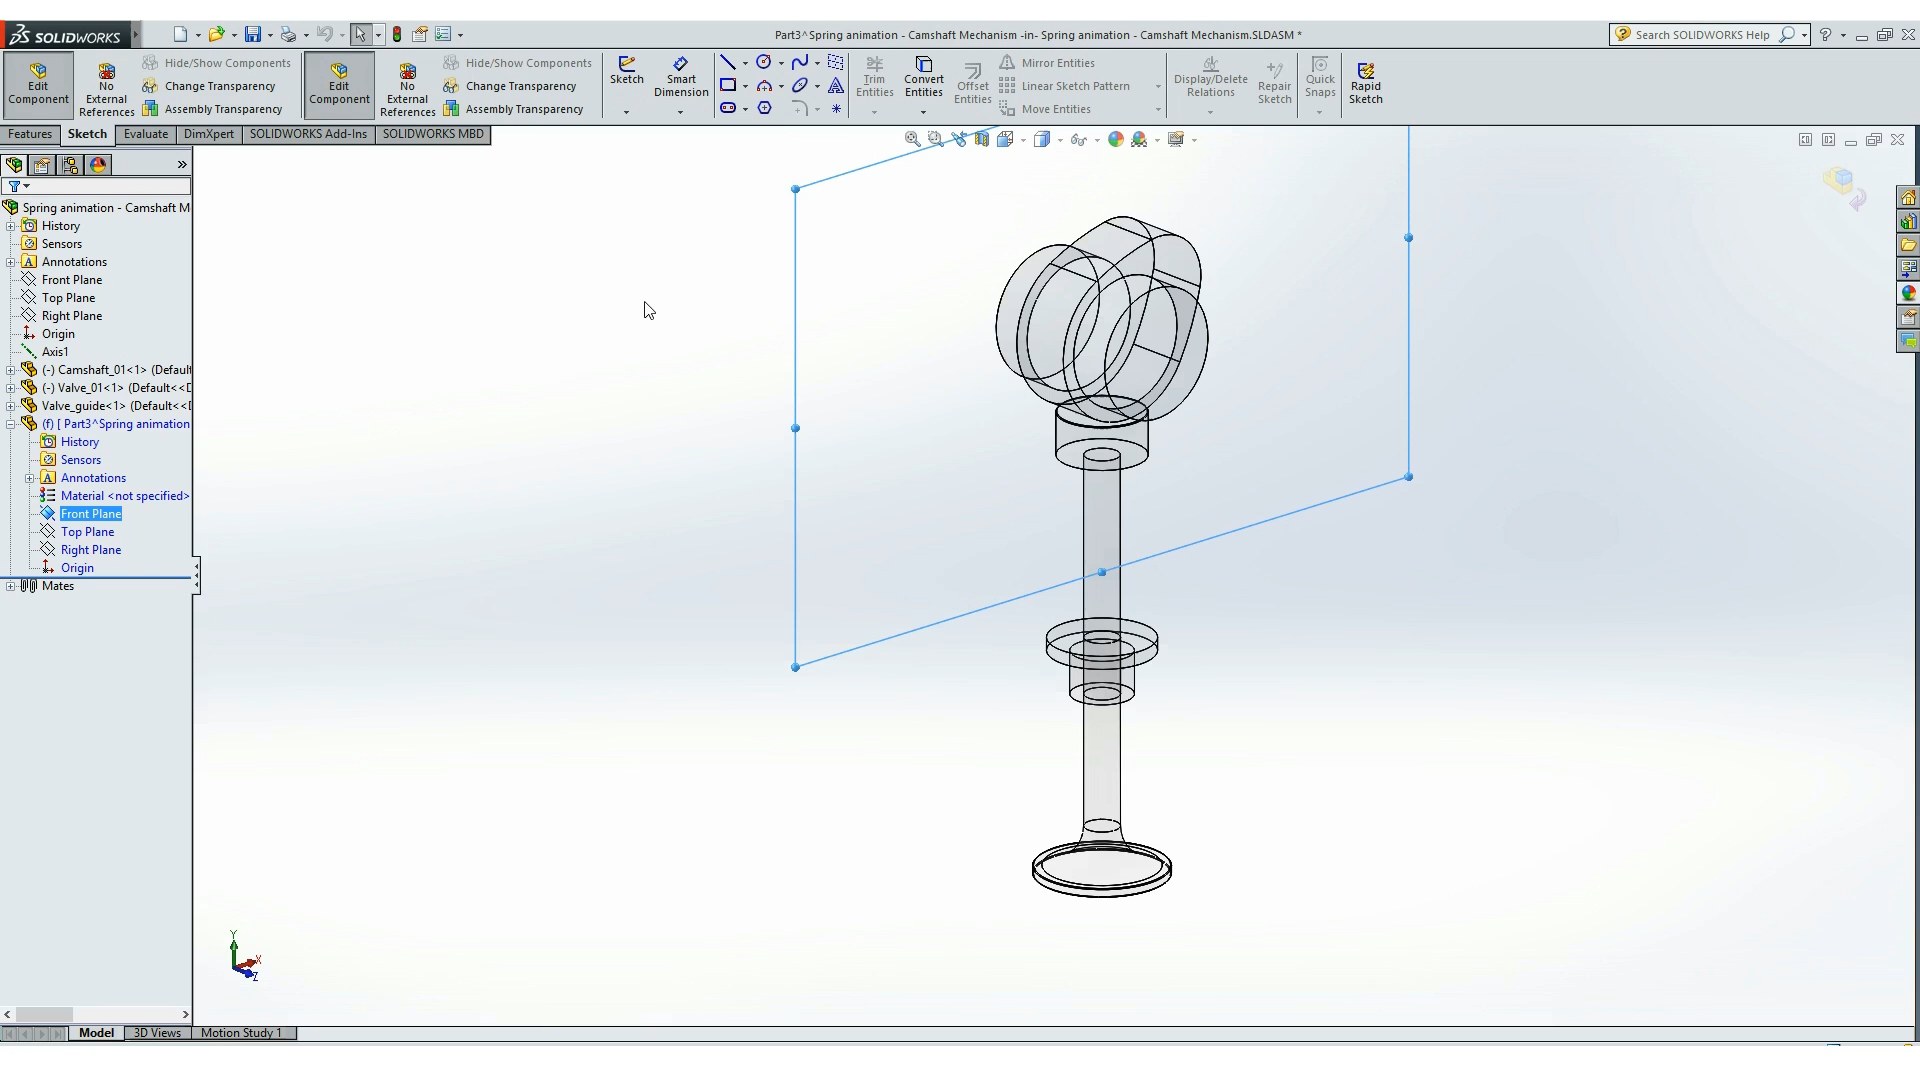 SOLIDWORKS
Part3^Spring animation - Camshaft Mechanism -in- Spring animation - Camshaft Mechanism.SLDASM *
Search SOLIDWORKS Help
Edit Component
No External References
Hide/Show Components
Change Transparency
Assembly Transparency
Edit Component
No External References
Hide/Show Components
Change Transparency
Assembly Transparency
Sketch
Smart Dimension
Trim Entities
Convert Entities
Offset Entities
Mirror Entities
Linear Sketch Pattern
Move Entities
Display/Delete Relations
Repair Sketch
Quick Snaps
Rapid Sketch
Features
Sketch
Evaluate
DimXpert
SOLIDWORKS Add-Ins
SOLIDWORKS MBD
Spring animation - Camshaft M
History
Sensors
Annotations
Front Plane
Top Plane
Right Plane
Origin
Axis1
(-) Camshaft_01<1> (Default
(-) Valve_01<1> (Default<<D
Valve_guide<1> (Default<<D
(f) [ Part3^Spring animation
History
Sensors
Annotations
Material <not specified>
Front Plane
Top Plane
Right Plane
Origin
Mates
Y
X
Z
Model
3D Views
Motion Study 1